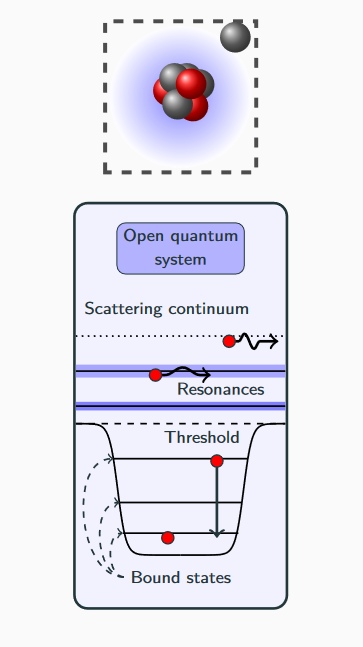 Open quantum
system
Scattering continuum
Resonances
Threshold
Bound states